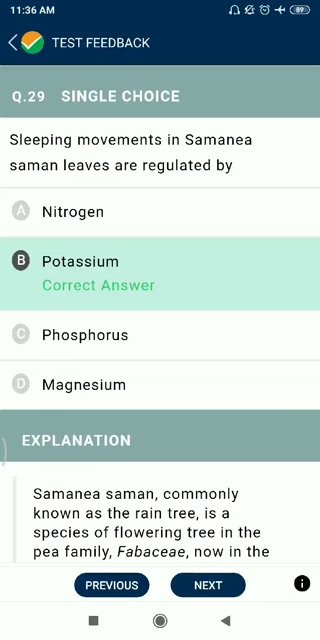 11:36 AM
89
TEST FEEDBACK
Q.29 SINGLE CHOICE
Sleeping movements in Samanea
saman leaves are regulated by
A Nitrogen
B Potassium
Correct Answer
C Phosphorus
D Magnesium
EXPLANATION
Samanea saman, commonly
known as the rain tree, is a
species of flowering tree in the
pea family, Fabaceae, now in the
PREVIOUS NEXT